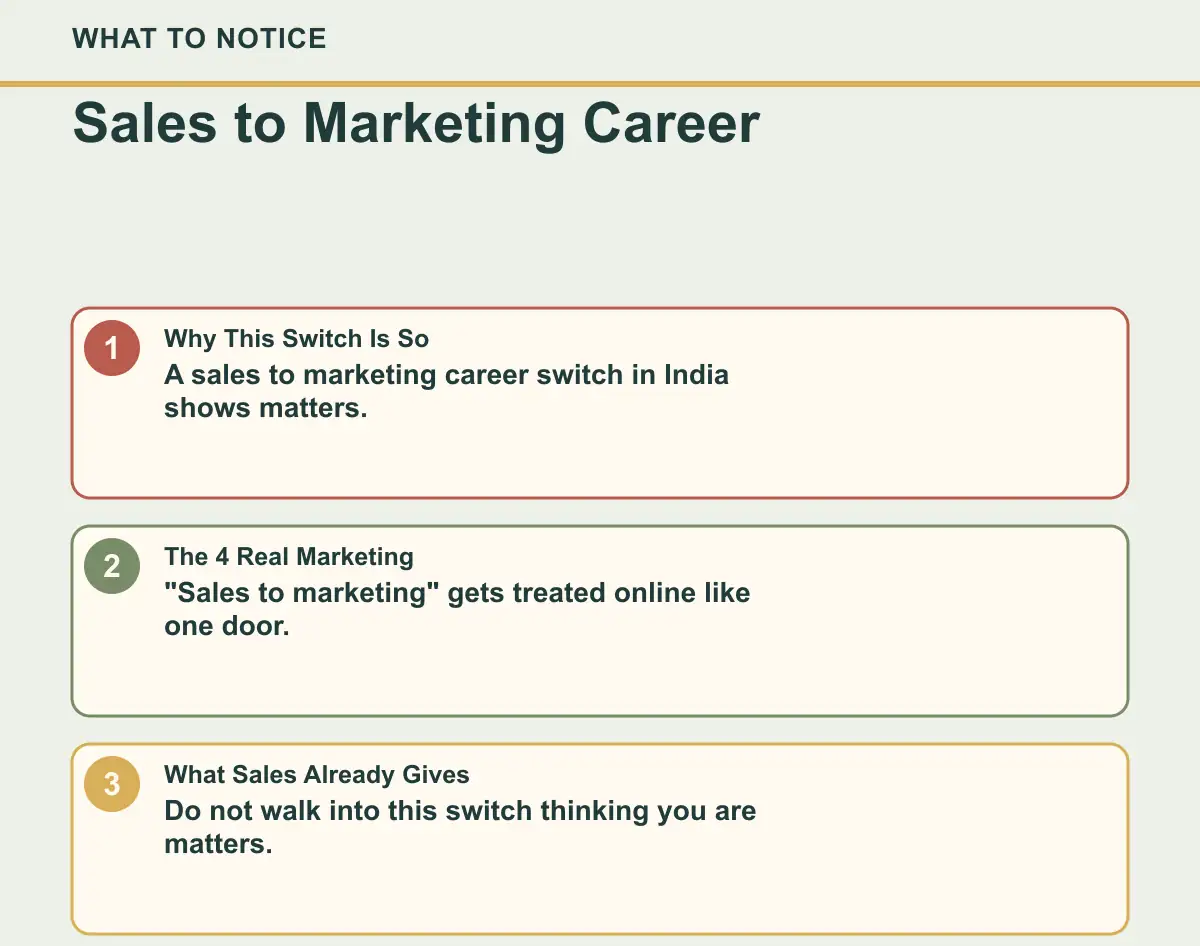 WHAT TO NOTICE
Sales to Marketing Career
1
Why This Switch Is So
A sales to marketing career switch in India
shows matters.
2
The 4 Real Marketing
"Sales to marketing" gets treated online like
one door.
3
What Sales Already Gives
Do not walk into this switch thinking you are
matters.